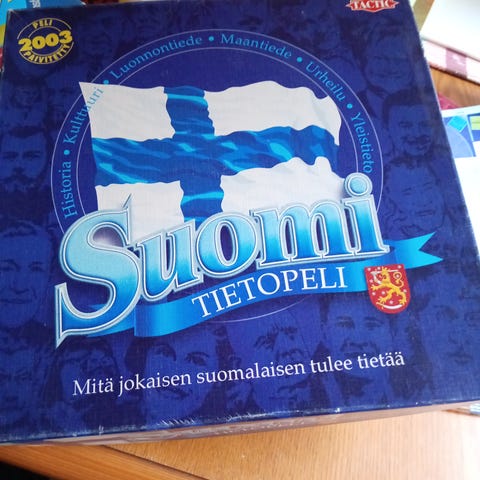 PELI
2003
PÄIVITETTY
TACTIC
Historia • Kulttuuri • Luonnontiede • Maantiede • Urheilu • Yleistieto
Suomi
TIETOPELI
Mitä jokaisen suomalaisen tulee tietää